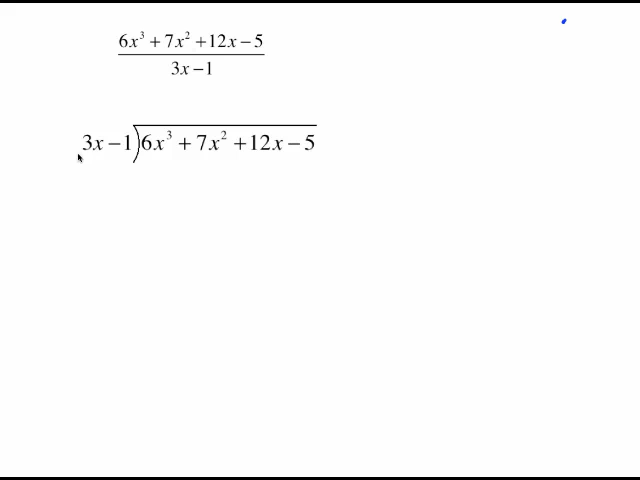 6x³ + 7x² + 12x − 5
3x − 1
3x − 1)6x³ + 7x² + 12x − 5